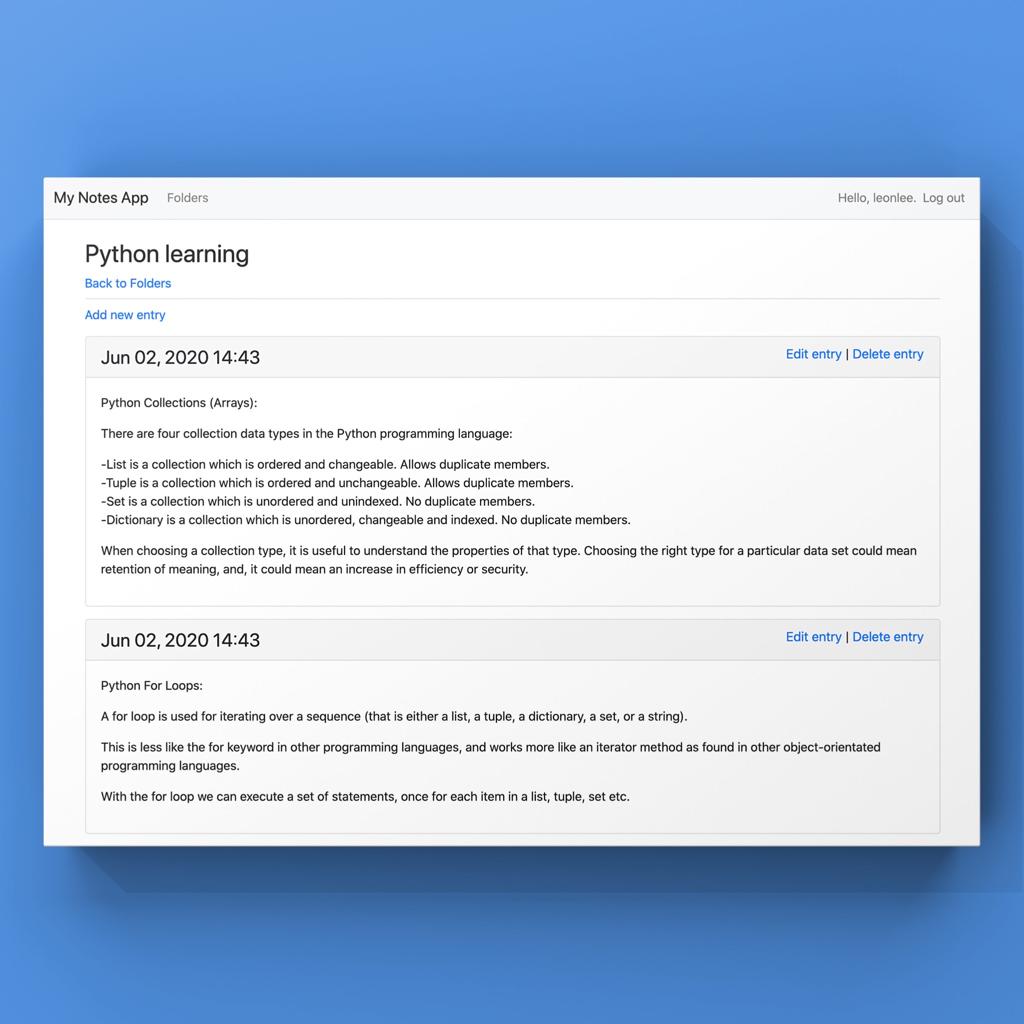 My Notes App Folders Hello, leonlee. Log out
Python learning
Back to Folders
Add new entry
Jun 02, 2020 14:43 Edit entry | Delete entry
Python Collections (Arrays):
There are four collection data types in the Python programming language:
-List is a collection which is ordered and changeable. Allows duplicate members.
-Tuple is a collection which is ordered and unchangeable. Allows duplicate members.
-Set is a collection which is unordered and unindexed. No duplicate members.
-Dictionary is a collection which is unordered, changeable and indexed. No duplicate members.
When choosing a collection type, it is useful to understand the properties of that type. Choosing the right type for a particular data set could mean
retention of meaning, and, it could mean an increase in efficiency or security.
Jun 02, 2020 14:43 Edit entry | Delete entry
Python For Loops:
A for loop is used for iterating over a sequence (that is either a list, a tuple, a dictionary, a set, or a string).
This is less like the for keyword in other programming languages, and works more like an iterator method as found in other object-orientated
programming languages.
With the for loop we can execute a set of statements, once for each item in a list, tuple, set etc.